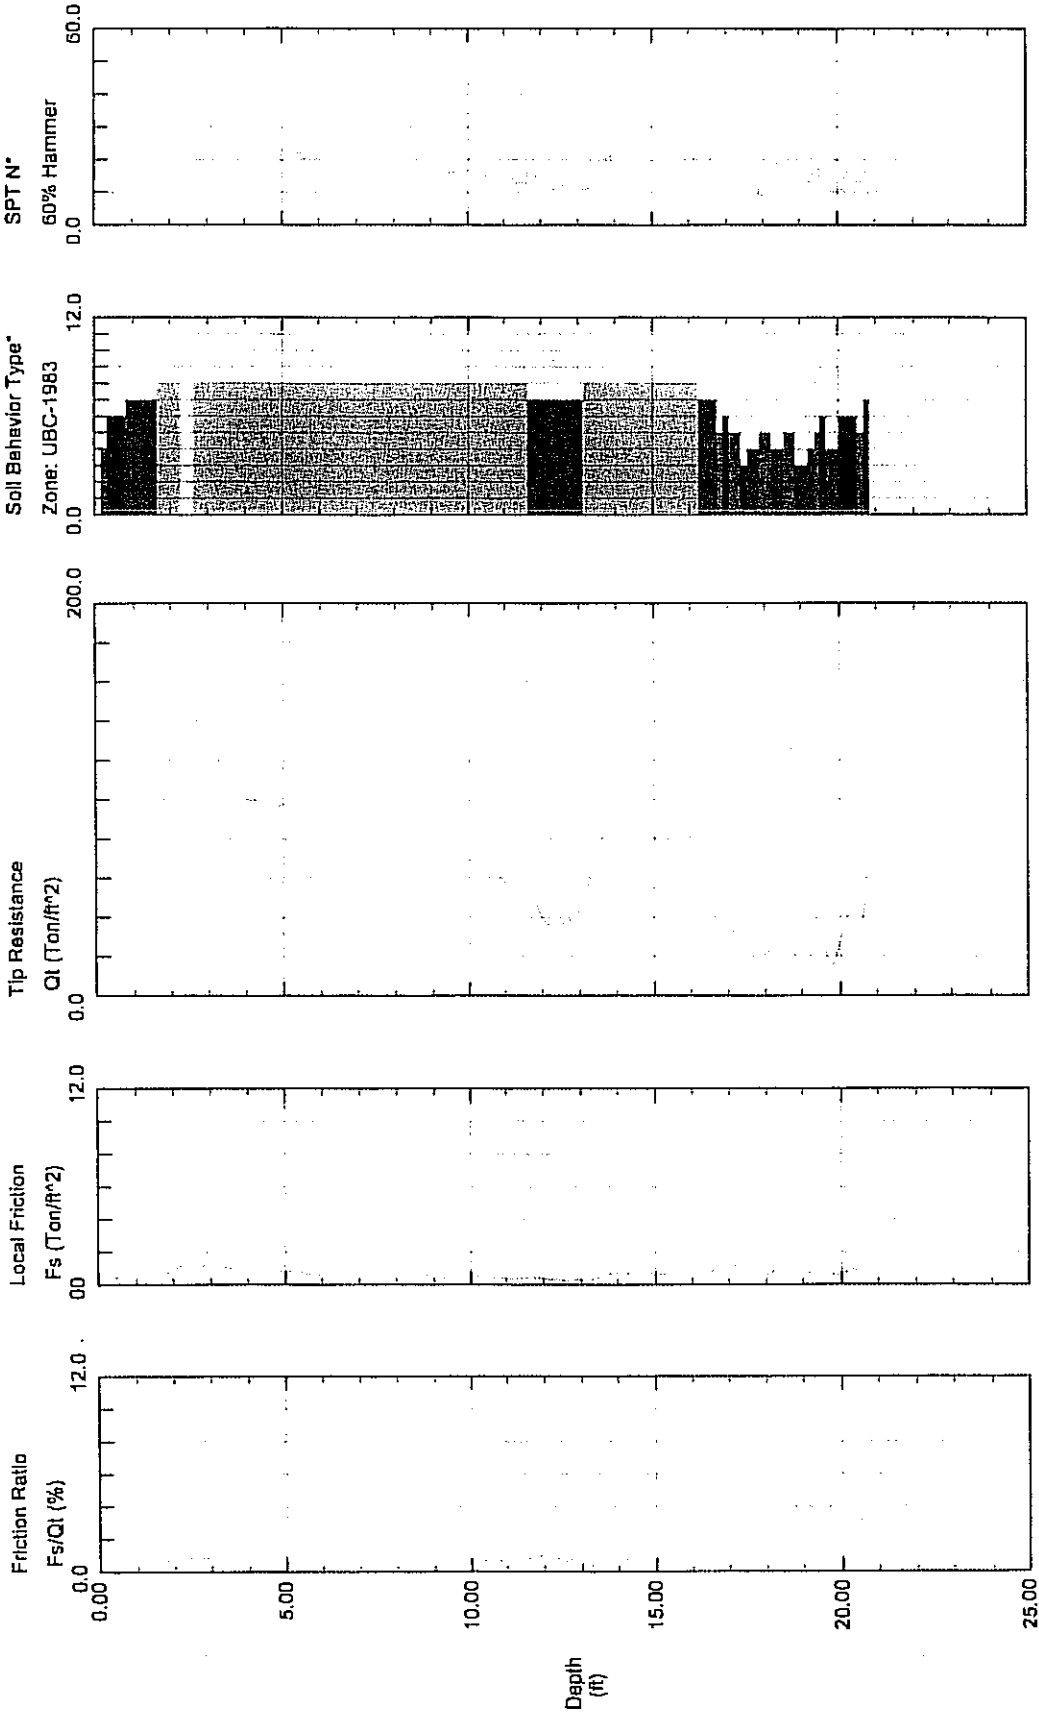 Friction Ratio
Fs/Qt (%)
0.0
12.0
Local Friction
Fs (Ton/ft^2)
00
12.0
Tip Resistance
Qt (Ton/ft^2)
0.0
200.0
Soil Behavior Type*
Zone: UBC-1983
0.0
12.0
SPT N*
60% Hammer
0.0
60.0
0.00
5.00
10.00
15.00
20.00
25.00
Depth
(ft)